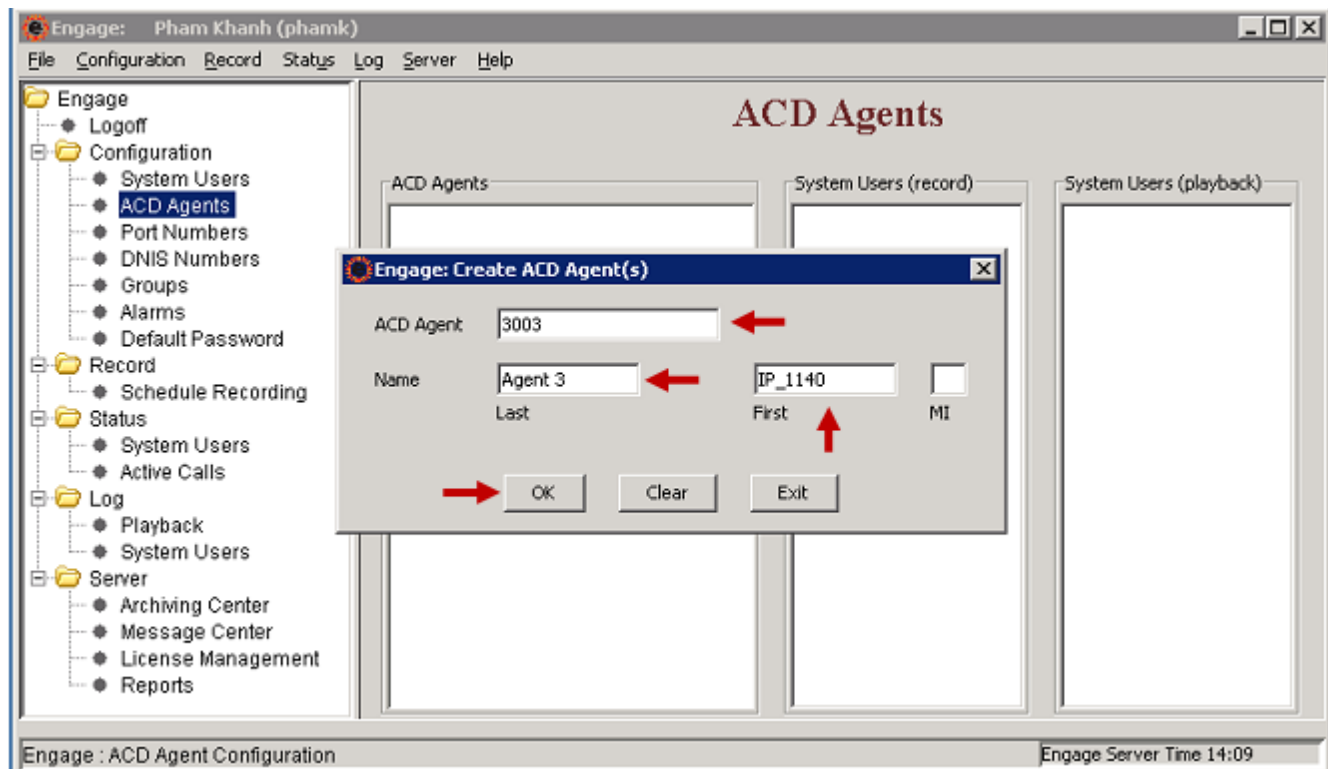 Engage: Pham Khanh (phamk)
File Configuration Record Status Log Server Help
Engage
Logoff
Configuration
System Users
ACD Agents
Port Numbers
DNIS Numbers
Groups
Alarms
Default Password
Record
Schedule Recording
Status
System Users
Active Calls
Log
Playback
System Users
Server
Archiving Center
Message Center
License Management
Reports
ACD Agents
ACD Agents System Users (record) System Users (playback)
Engage: Create ACD Agent(s)
ACD Agent 3003
Name Agent 3 IP_1140
Last First MI
OK Clear Exit
Engage : ACD Agent Configuration Engage Server Time 14:09